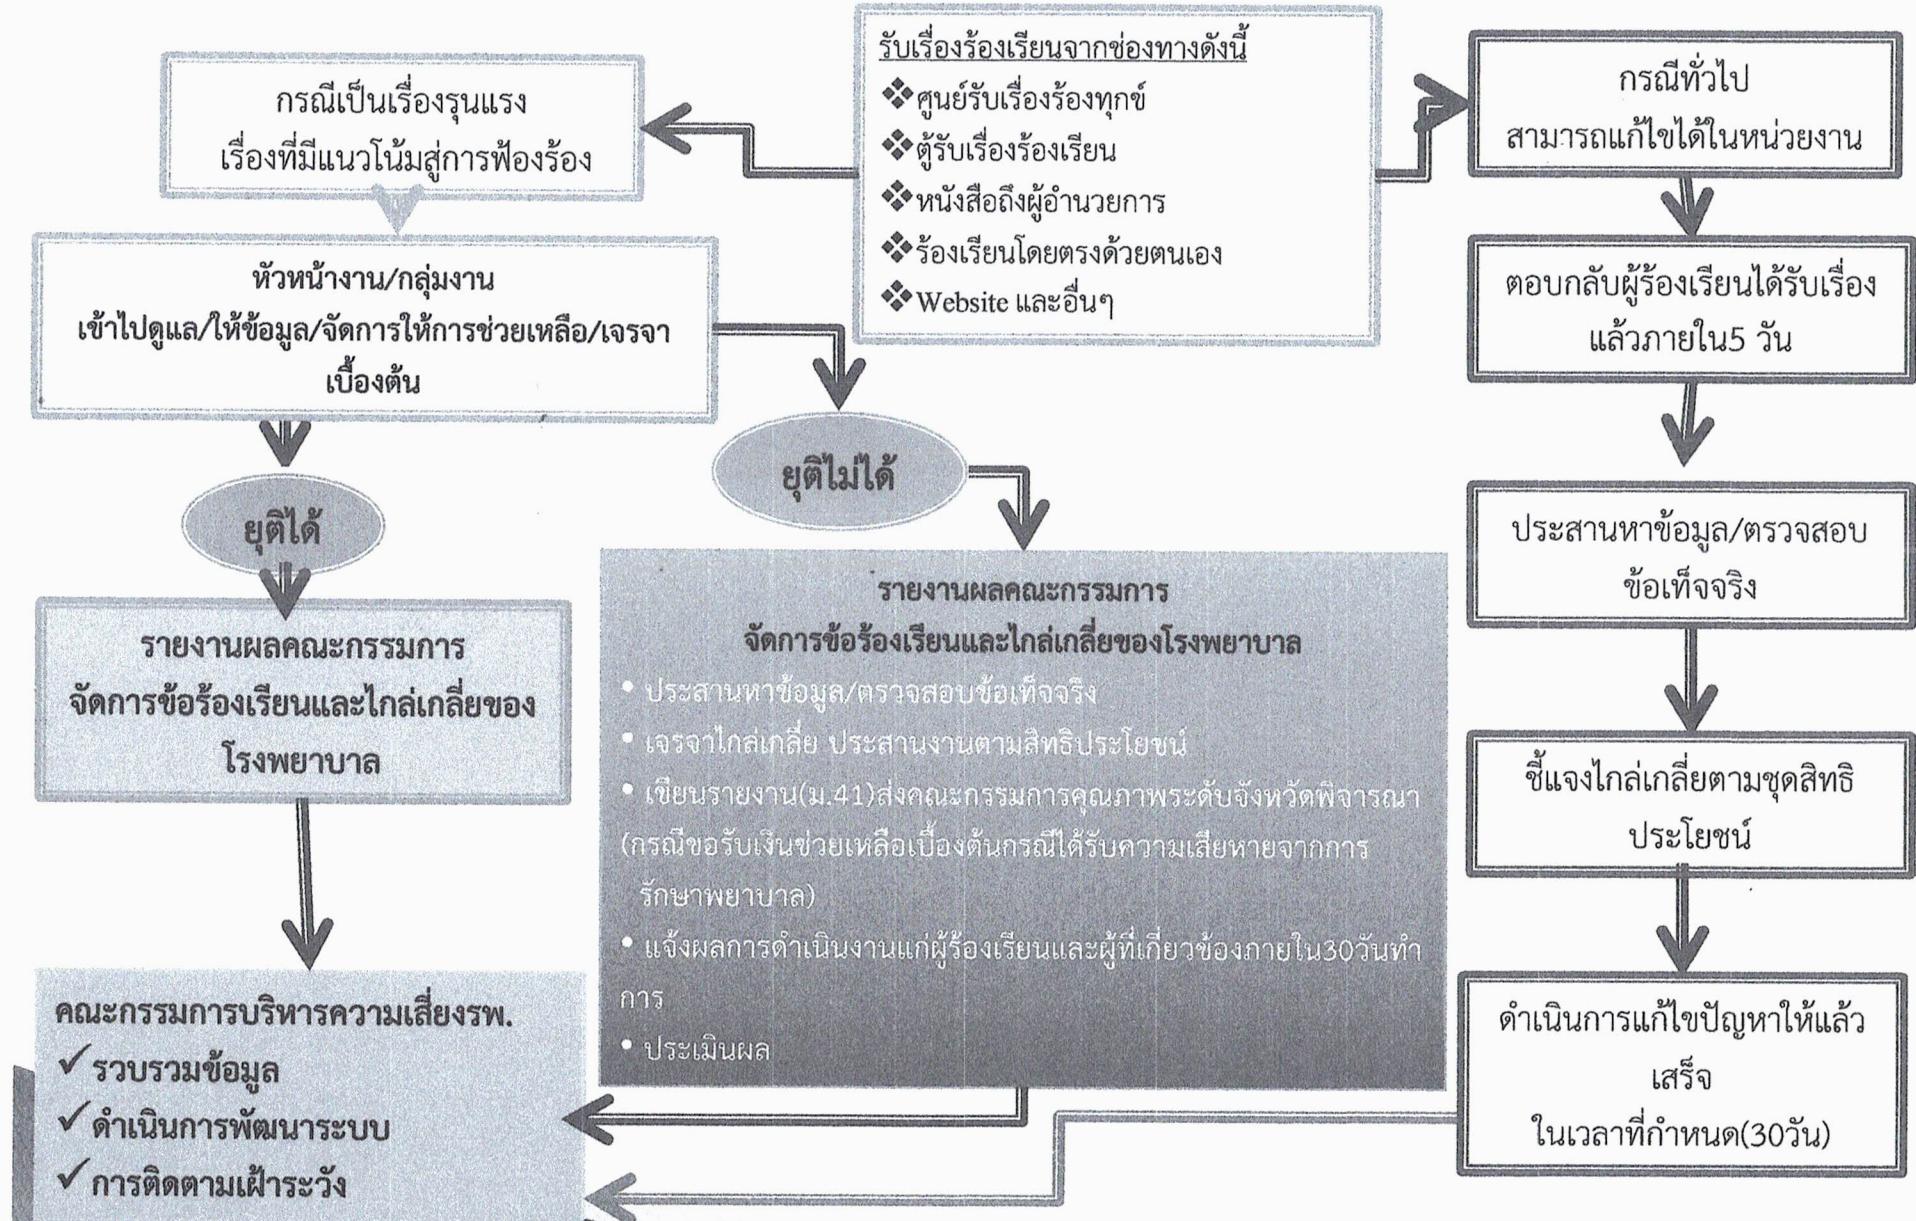 รับเรื่องร้องเรียนจากช่องทางดังนี้
❖ศูนย์รับเรื่องร้องทุกข์
❖ตู้รับเรื่องร้องเรียน
❖หนังสือถึงผู้อำนวยการ
❖ร้องเรียนโดยตรงด้วยตนเอง
❖Website และอื่นๆ
กรณีเป็นเรื่องรุนแรง
เรื่องที่มีแนวโน้มสู่การฟ้องร้อง
หัวหน้างาน/กลุ่มงาน
เข้าไปดูแล/ให้ข้อมูล/จัดการให้การช่วยเหลือ/เจรจา
เบื้องต้น
ยุติได้
รายงานผลคณะกรรมการ
จัดการข้อร้องเรียนและไกล่เกลี่ยของ
โรงพยาบาล
ยุติไม่ได้
รายงานผลคณะกรรมการ
จัดการข้อร้องเรียนและไกล่เกลี่ยของโรงพยาบาล
• ประสานหาข้อมูล/ตรวจสอบข้อเท็จจริง
• เจรจาไกล่เกลี่ย ประสานงานตามสิทธิประโยชน์
• เขียนรายงาน(ม.41)ส่งคณะกรรมการคุณภาพระดับจังหวัดพิจารณา
(กรณีขอรับเงินช่วยเหลือเบื้องต้นกรณีได้รับความเสียหายจากการ
รักษาพยาบาล)
• แจ้งผลการดำเนินงานแก่ผู้ร้องเรียนและผู้ที่เกี่ยวข้องภายใน30วันทำ
การ
• ประเมินผล
กรณีทั่วไป
สามารถแก้ไขได้ในหน่วยงาน
ตอบกลับผู้ร้องเรียนได้รับเรื่อง
แล้วภายใน5 วัน
ประสานหาข้อมูล/ตรวจสอบ
ข้อเท็จจริง
ชี้แจงไกล่เกลี่ยตามชุดสิทธิ
ประโยชน์
ดำเนินการแก้ไขปัญหาให้แล้ว
เสร็จ
ในเวลาที่กำหนด(30วัน)
คณะกรรมการบริหารความเสี่ยงรพ.
✓ รวบรวมข้อมูล
✓ ดำเนินการพัฒนาระบบ
✓ การติดตามเฝ้าระวัง